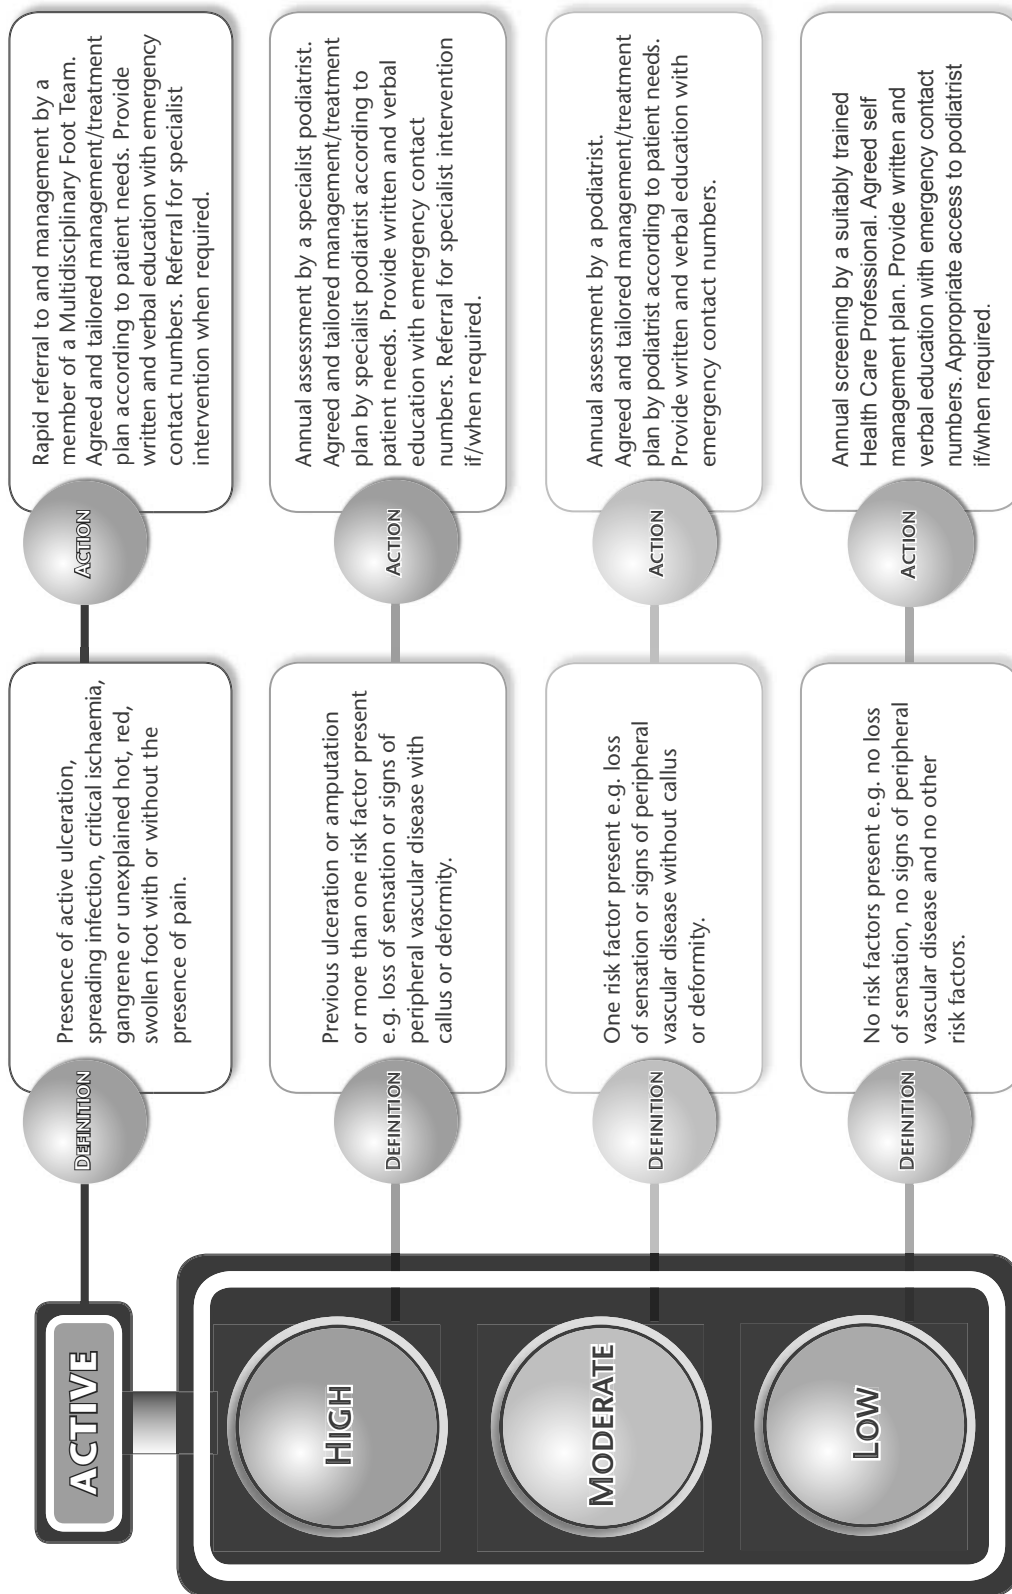 ACTIVE
DEFINITION
Presence of active ulceration,
spreading infection, critical ischaemia,
gangrene or unexplained hot, red,
swollen foot with or without the
presence of pain.
ACTION
Rapid referral to and management by a
member of a Multidisciplinary Foot Team.
Agreed and tailored management/treatment
plan according to patient needs. Provide
written and verbal education with emergency
contact numbers. Referral for specialist
intervention when required.
HIGH
DEFINITION
Previous ulceration or amputation
or more than one risk factor present
e.g. loss of sensation or signs of
peripheral vascular disease with
callus or deformity.
ACTION
Annual assessment by a specialist podiatrist.
Agreed and tailored management/treatment
plan by specialist podiatrist according to
patient needs. Provide written and verbal
education with emergency contact
numbers. Referral for specialist intervention
if/when required.
MODERATE
DEFINITION
One risk factor present e.g. loss
of sensation or signs of peripheral
vascular disease without callus
or deformity.
ACTION
Annual assessment by a podiatrist.
Agreed and tailored management/treatment
plan by podiatrist according to patient needs.
Provide written and verbal education with
emergency contact numbers.
LOW
DEFINITION
No risk factors present e.g. no loss
of sensation, no signs of peripheral
vascular disease and no other
risk factors.
ACTION
Annual screening by a suitably trained
Health Care Professional. Agreed self
management plan. Provide written and
verbal education with emergency contact
numbers. Appropriate access to podiatrist
if/when required.